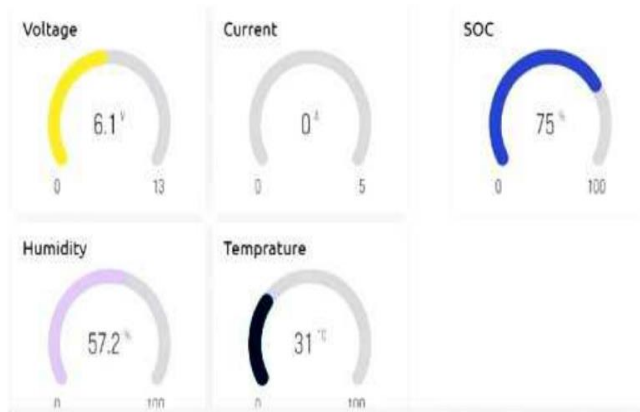 Voltage
6.1 V
0 13
Current
0 A
0 5
SOC
75 %
0 100
Humidity
57.2 %
0 100
Temprature
31 °C
0 100